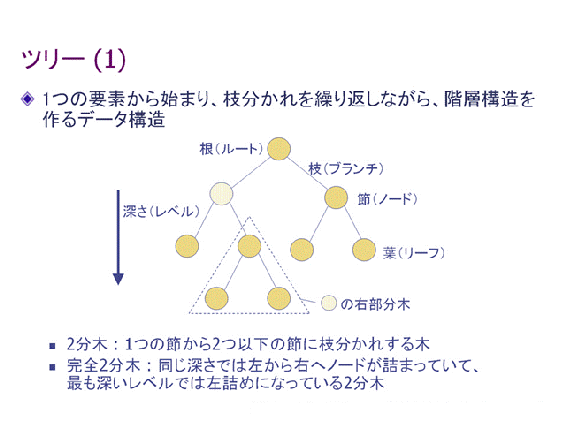 ツリー (1)
1つの要素から始まり、枝分かれを繰り返しながら、階層構造を
作るデータ構造
根(ルート)
枝(ブランチ)
節(ノード)
深さ(レベル)
葉(リーフ)
の右部分木
2分木：1つの節から2つ以下の節に枝分かれする木
完全2分木：同じ深さでは左から右へノードが詰まっていて、
最も深いレベルでは左詰めになっている2分木